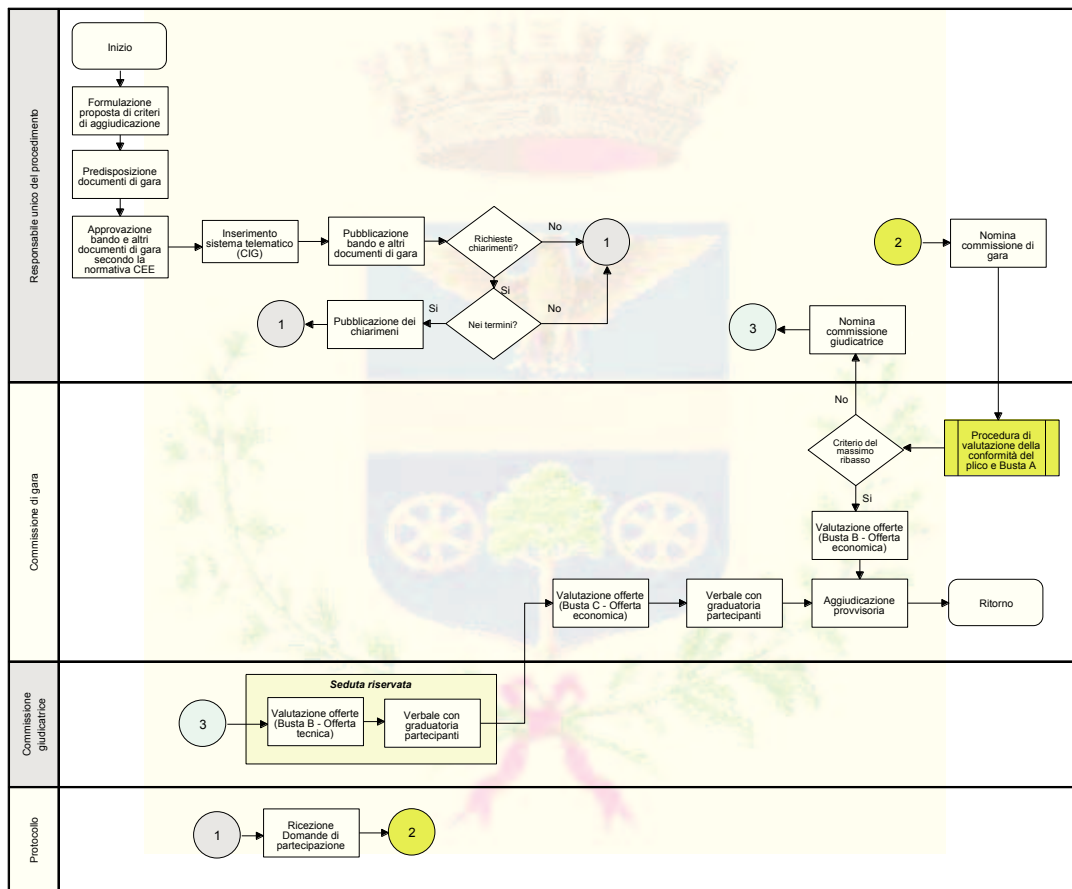 Responsabile unico del procedimento
Inizio
Formulazione
proposta di criteri
di aggiudicazione
Predisposizione
documenti di gara
Approvazione
bando e altri
documenti di gara
secondo la
normativa CEE
Inserimento
sistema telematico
(CIG)
Pubblicazione
bando e altri
documenti di gara
Richieste
chiarimenti?
No
1
Si
Nei termini?
No
Si
Pubblicazione dei
chiarimeni
1
2
Nomina
commissione di
gara
Nomina
commissione
giudicatrice
3
Commissione di gara
No
Criterio del
massimo
ribasso
Procedura di
valutazione della
conformità del
plico e Busta A
Si
Valutazione offerte
(Busta B - Offerta
economica)
Valutazione offerte
(Busta C - Offerta
economica)
Verbale con
graduatoria
partecipanti
Aggiudicazione
provvisoria
Ritorno
Commissione
giudicatrice
Seduta riservata
3
Valutazione offerte
(Busta B - Offerta
tecnica)
Verbale con
graduatoria
partecipanti
Protocollo
1
Ricezione
Domande di
partecipazione
2